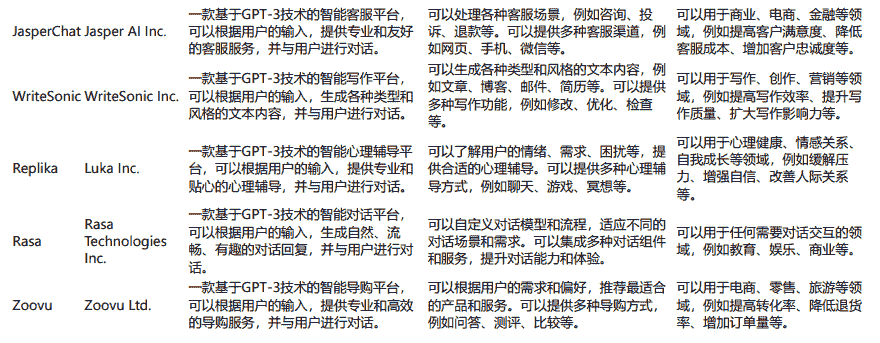 JasperChat Jasper AI Inc.
一款基于GPT-3技术的智能客服平台，
可以根据用户的输入，提供专业和友好
的客服服务，并与用户进行对话。
可以处理各种客服场景，例如咨询、投
诉、退款等。可以提供多种客服渠道，例
如网页、手机、微信等。
可以用于商业、电商、金融等领
域，例如提高客户满意度、降低
客服成本、增加客户忠诚度等。
WriteSonic WriteSonic Inc.
一款基于GPT-3技术的智能写作平台，
可以根据用户的输入，生成各种类型和
风格的文本内容，并与用户进行对话。
可以生成各种类型和风格的文本内容，例
如文章、博客、邮件、简历等。可以提供
多种写作功能，例如修改、优化、检查
等。
可以用于写作、创作、营销等领
域，例如提高写作效率、提升写
作质量、扩大写作影响力等。
Replika
Luka Inc.
一款基于GPT-3技术的智能心理辅导平
台，可以根据用户的输入，提供专业和
贴心的心理辅导，并与用户进行对话。
可以了解用户的情绪、需求、困扰等，提
供合适的心理辅导。可以提供多种心理辅
导方式，例如聊天、游戏、冥想等。
可以用于心理健康、情感关系、
自我成长等领域，例如缓解压
力、增强自信、改善人际关系
等。
Rasa
Rasa
Technologies
Inc.
一款基于GPT-3技术的智能对话平台，
可以根据用户的输入，生成自然、流
畅、有趣的对话回复，并与用户进行对
话。
可以自定义对话模型和流程，适应不同的
对话场景和需求。可以集成多种对话组件
和服务，提升对话能力和体验。
可以用于任何需要对话交互的领
域，例如教育、娱乐、商业等。
Zoovu
Zoovu Ltd.
一款基于GPT-3技术的智能导购平台，
可以根据用户的输入，提供专业和高效
的导购服务，并与用户进行对话。
可以根据用户的需求和偏好，推荐最适合
的产品和服务。可以提供多种导购方式，
例如问答、测评、比较等。
可以用于电商、零售、旅游等领
域，例如提高转化率、降低退货
率、增加订单量等。